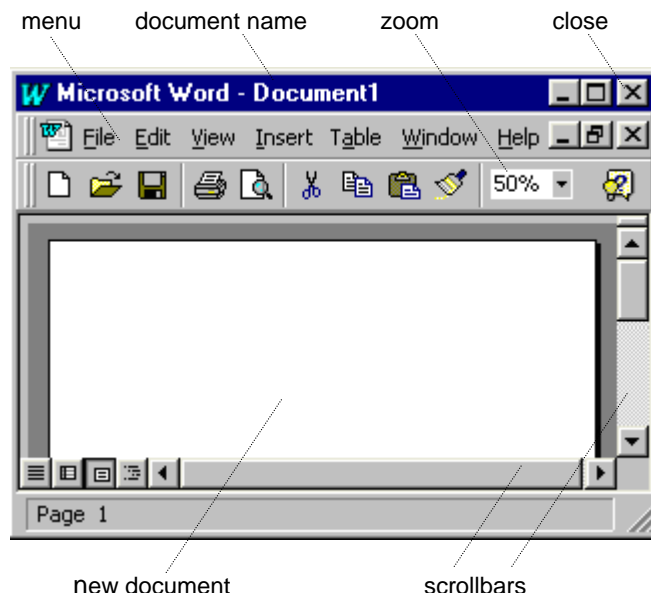 menu document name zoom close
W Microsoft Word - Document1
W File Edit View Insert Table Window Help
50%
Page 1
new document scrollbars